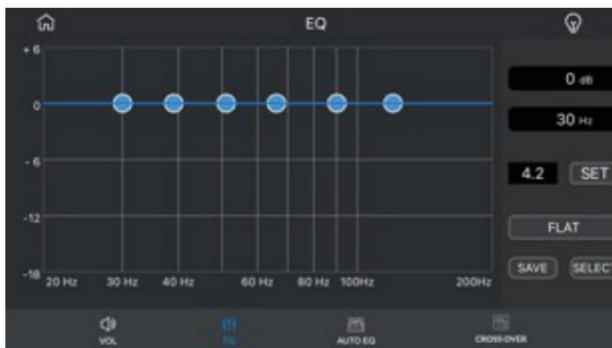 EQ
+6
0 dB
0
30 Hz
-6
4.2 SET
-12
FLAT
-18
SAVE SELECT
20 Hz 30 Hz 40 Hz 60 Hz 80 Hz 100Hz 200Hz
VOL EQ AUTO EQ CROSS OVER